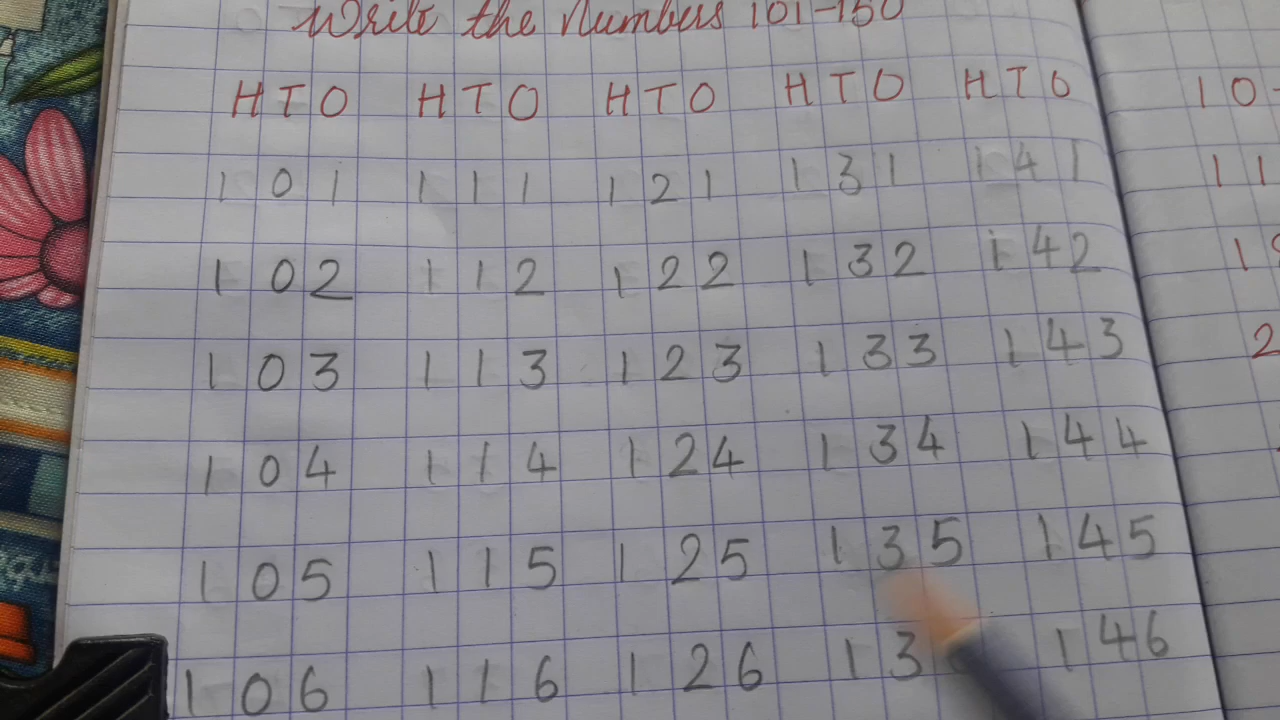 Write the numbers 101-150
H T O H T O H T O H T O H T O
1 0 1 1 1 1 1 2 1 1 3 1 1 4 1
1 0 2 1 1 2 1 2 2 1 3 2 1 4 2
1 0 3 1 1 3 1 2 3 1 3 3 1 4 3
1 0 4 1 1 4 1 2 4 1 3 4 1 4 4
1 0 5 1 1 5 1 2 5 1 3 5 1 4 5
1 0 6 1 1 6 1 2 6 1 3 1 4 6